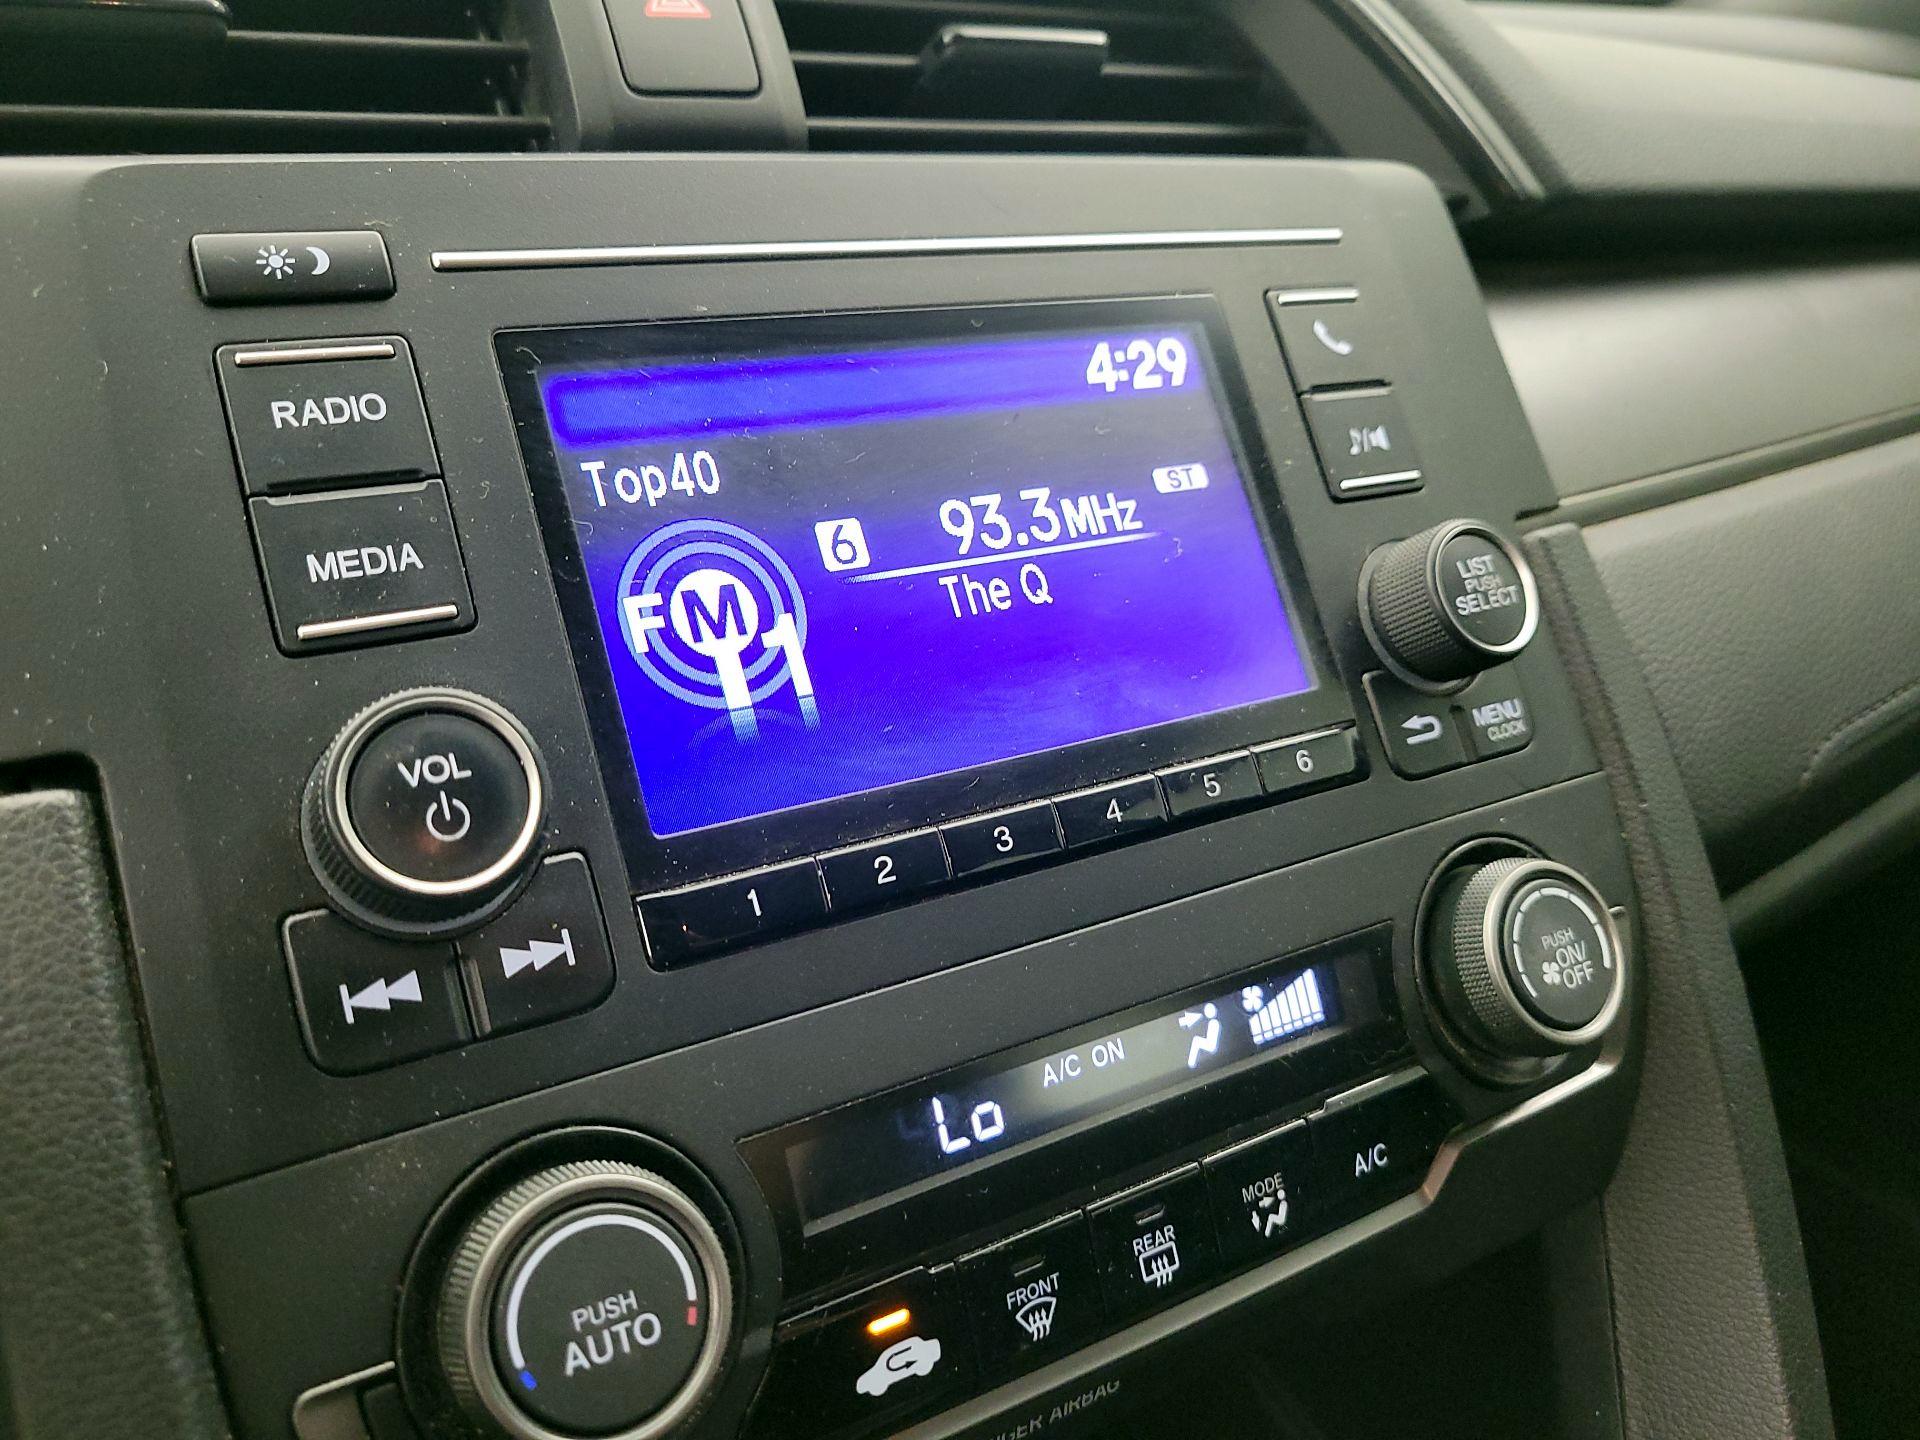 4:29
RADIO
MEDIA
Top40
6 93.3MHz ST
The Q
FM 1
LIST
PUSH
SELECT
MENU
CLOCK
VOL
1 2 3 4 5 6
PUSH
ON/
OFF
Lo A/C ON
PUSH
AUTO
FRONT
REAR
MODE
A/C
AIRBAG